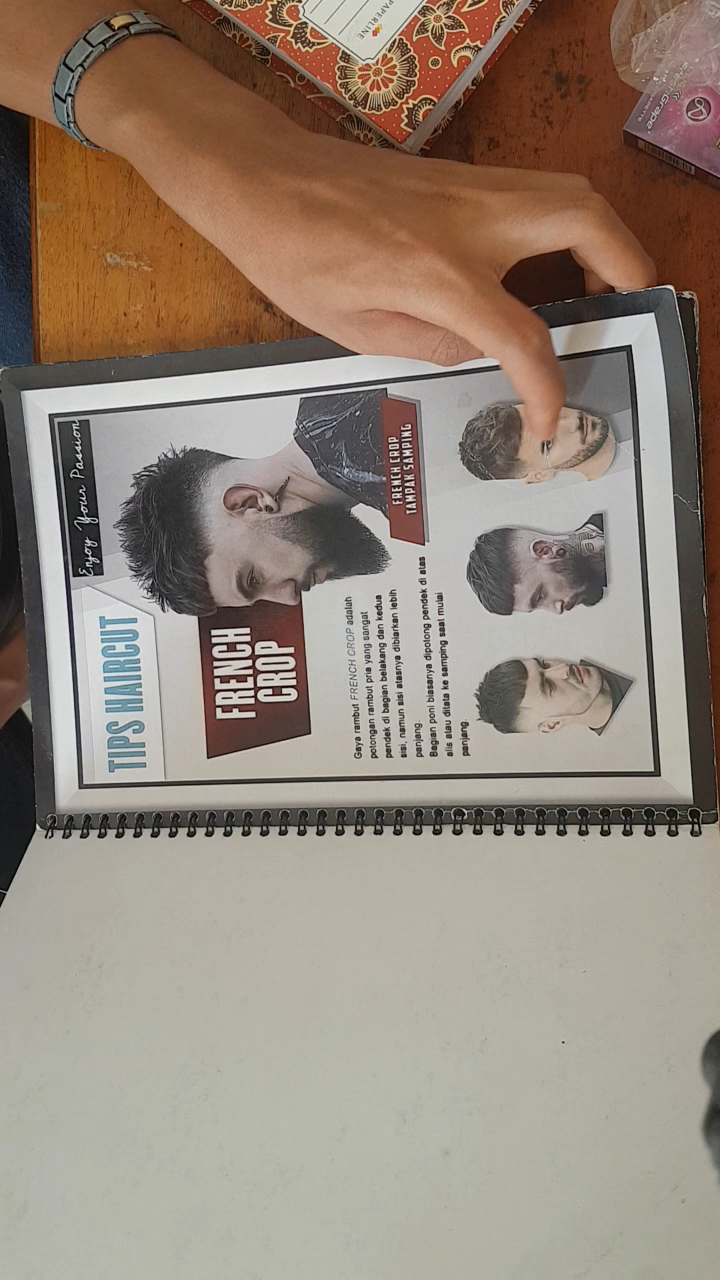 TIPS HAIRCUT
Enjoy Your Passion
FRENCH
CROP
FRENCH CROP
TAMPAK SAMPING
Gaya rambut FRENCH CROP adalah
potongan rambut pria yang sangat
pendek di bagian belakang dan kedua
sisi, namun sisi atasnya dibiarkan lebih
panjang.
Bagian poni biasanya dipotong pendek di atas
alis atau ditata ke samping saat mulai
panjang.
PAPERLINE